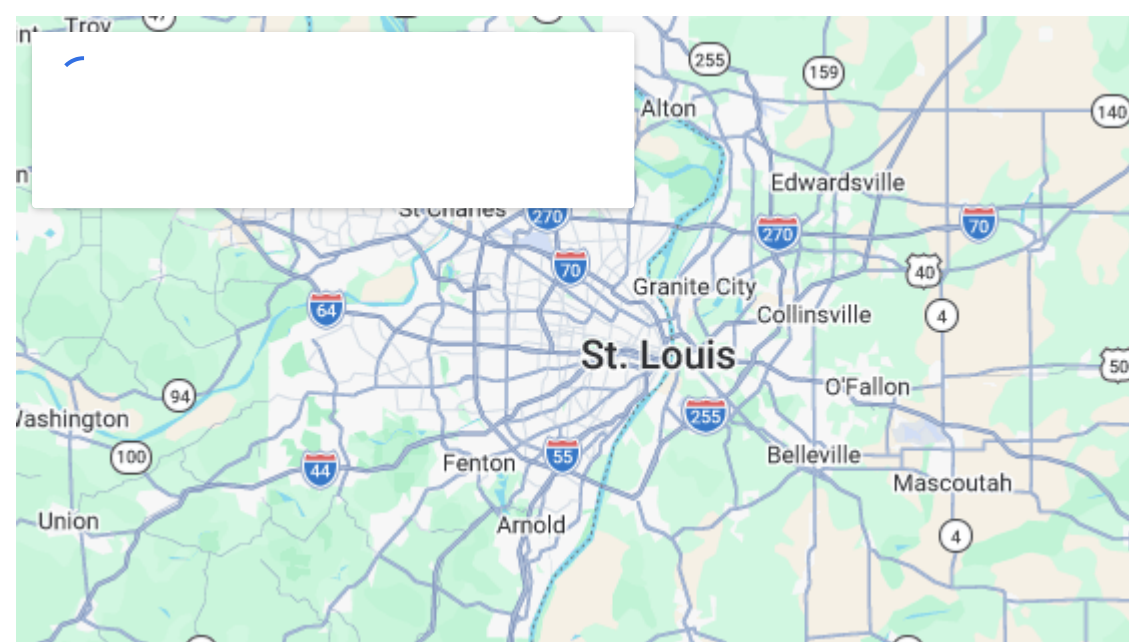 Troy
47
255
159
Alton
140
Edwardsville
St Charles
270
70
270
70
40
Granite City
64
Collinsville
4
St. Louis
50
O'Fallon
94
255
Washington
100
44
Fenton
55
Belleville
Mascoutah
Union
Arnold
4